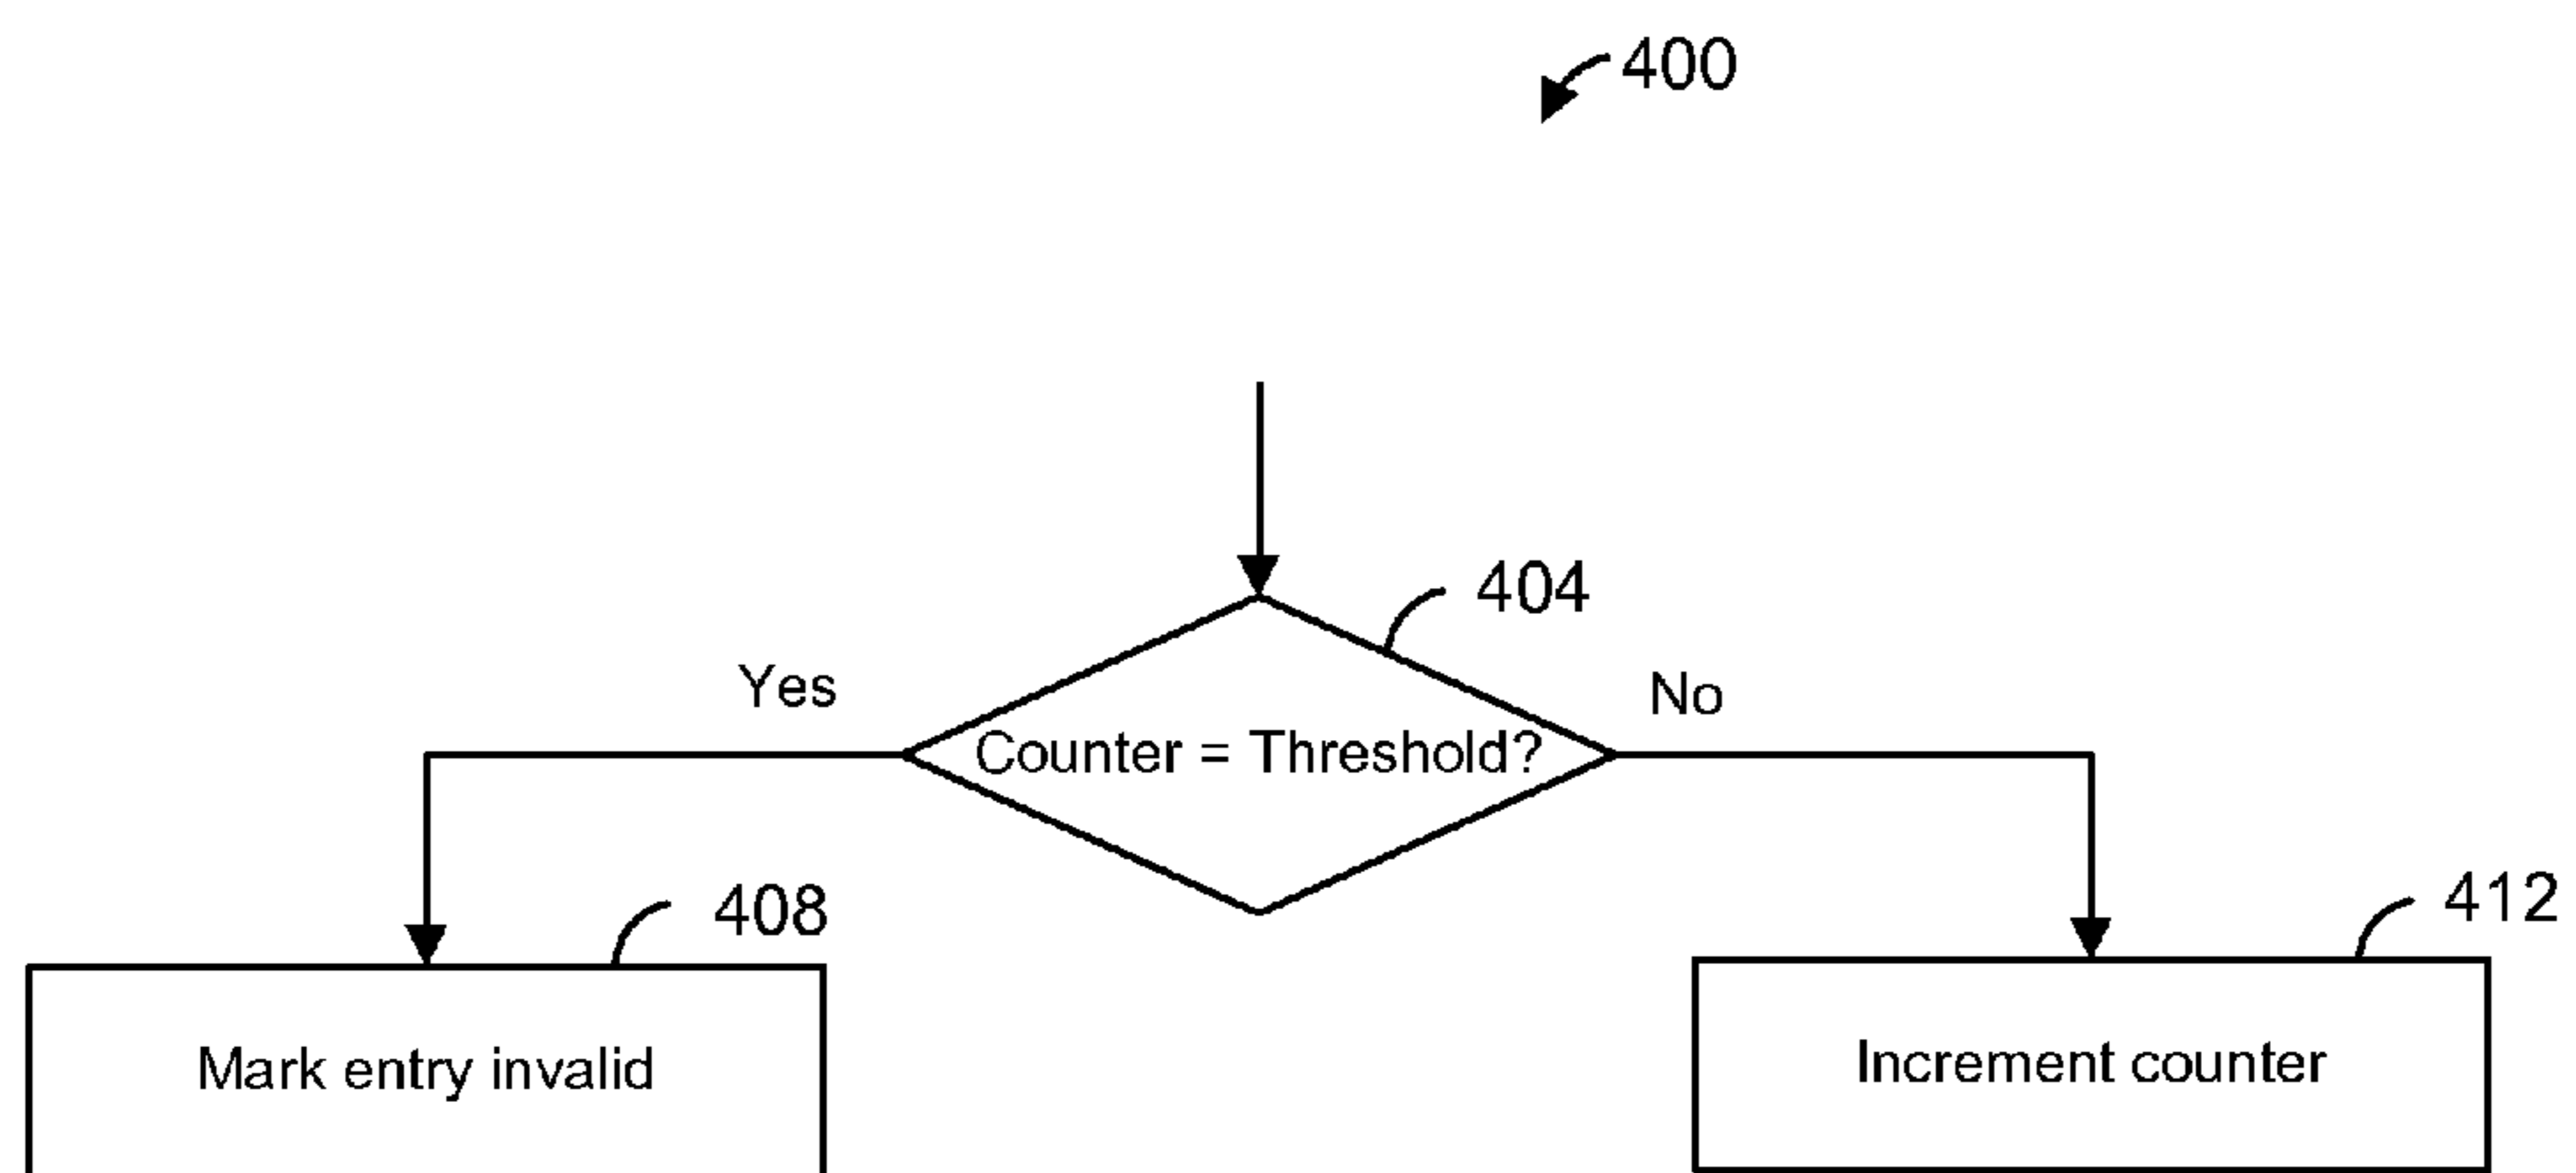 400
404
Yes
No
Counter = Threshold?
408
412
Mark entry invalid
Increment counter